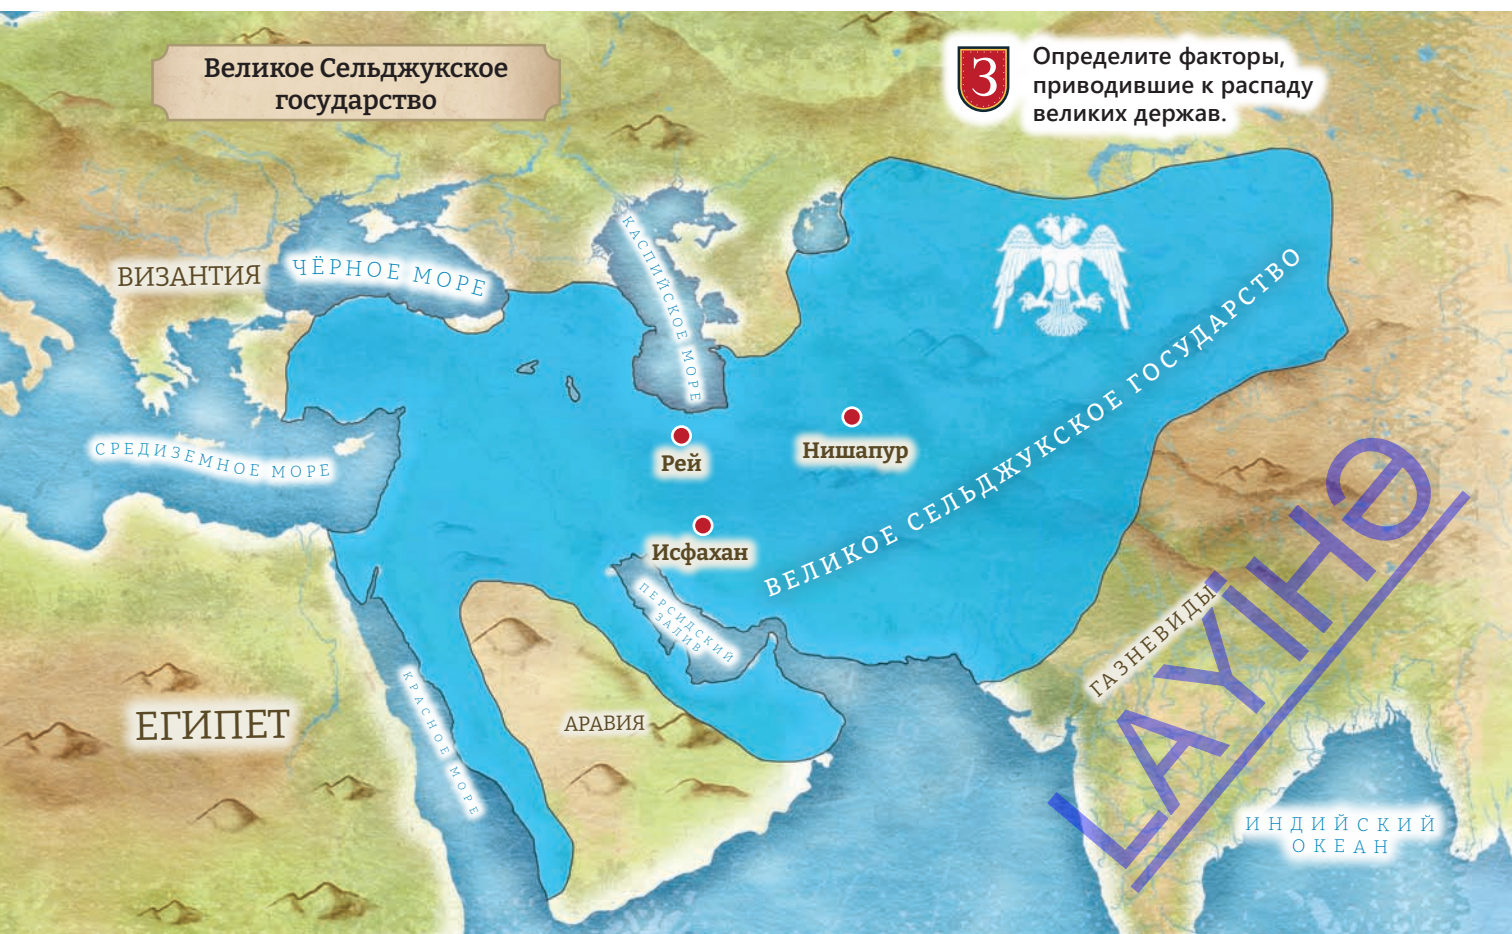 Великое Сельджукское
государство
3
Определите факторы,
приводившие к распаду
великих держав.
ВИЗАНТИЯ
ЧЁРНОЕ МОРЕ
КАСПИЙСКОЕ МОРЕ
СРЕДИЗЕМНОЕ МОРЕ
Рей
Нишапур
Исфахан
ВЕЛИКОЕ СЕЛЬДЖУКСКОЕ ГОСУДАРСТВО
ПЕРСИДСКИЙ
ЗАЛИВ
ГАЗНЕВИДЫ
ЕГИПЕТ
КРАСНОЕ МОРЕ
АРАВИЯ
ИНДИЙСКИЙ
ОКЕАН
LAYİHƏ